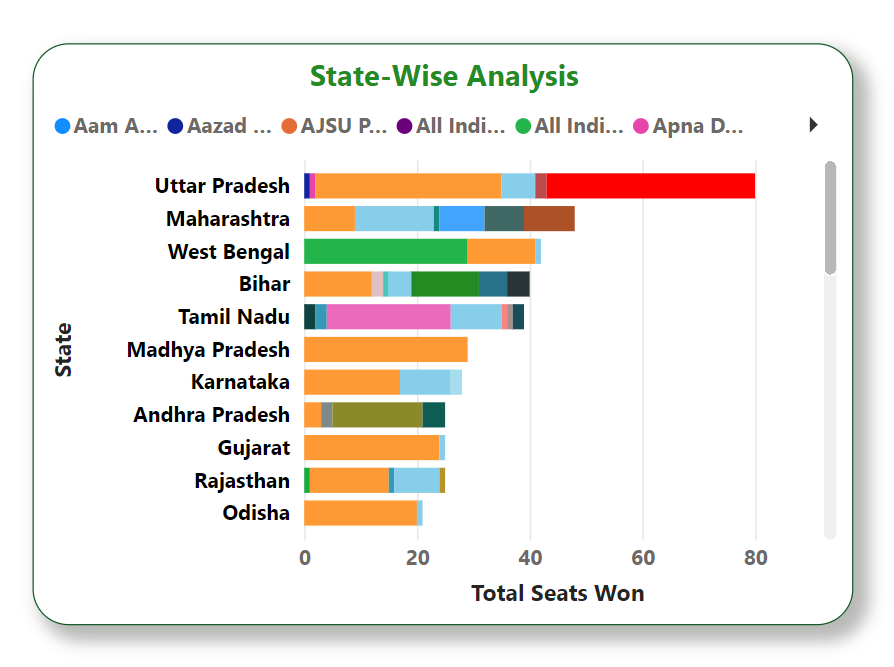 State-Wise Analysis
Aam A... Aazad ... AJSU P... All Indi... All Indi... Apna D...
Uttar Pradesh
Maharashtra
West Bengal
Bihar
Tamil Nadu
Madhya Pradesh
Karnataka
Andhra Pradesh
Gujarat
Rajasthan
Odisha
State
0 20 40 60 80
Total Seats Won